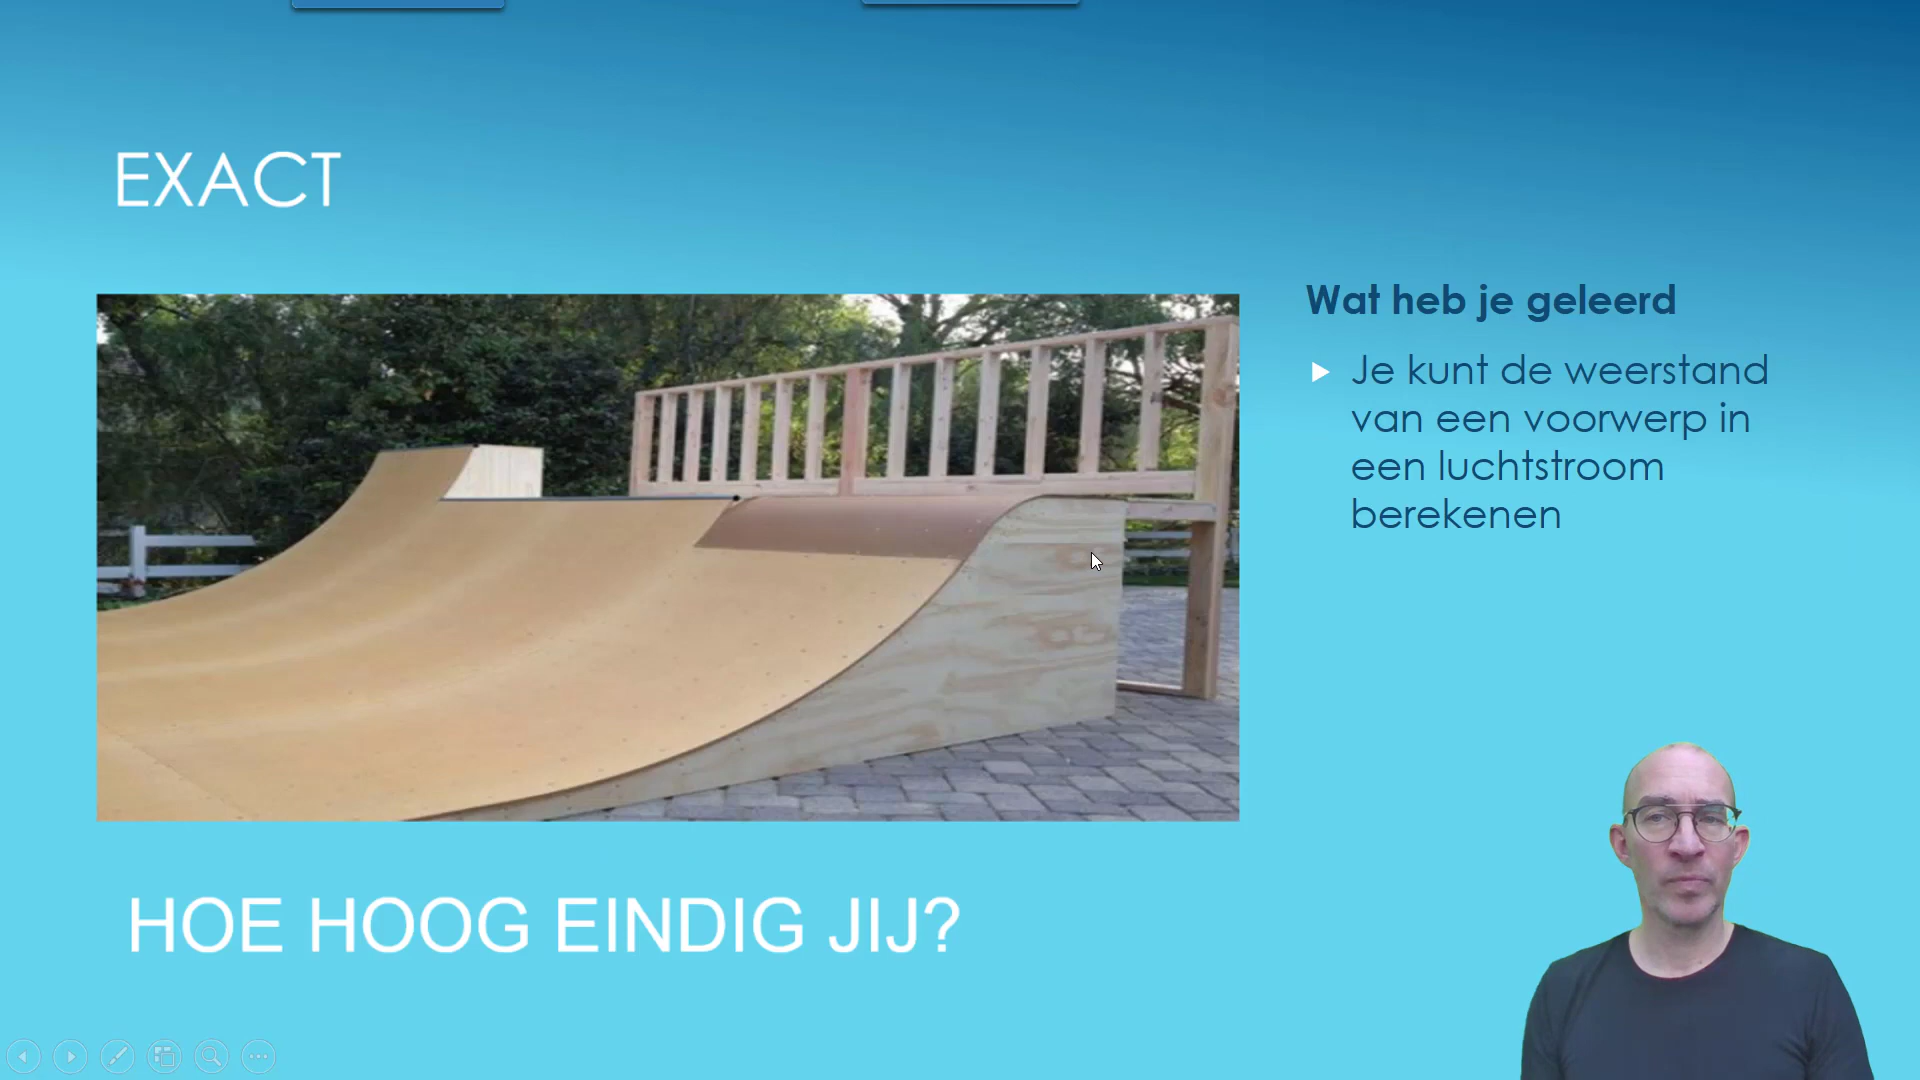 EXACT
Wat heb je geleerd
Je kunt de weerstand
van een voorwerp in
een luchtstroom
berekenen
HOE HOOG EINDIG JIJ?